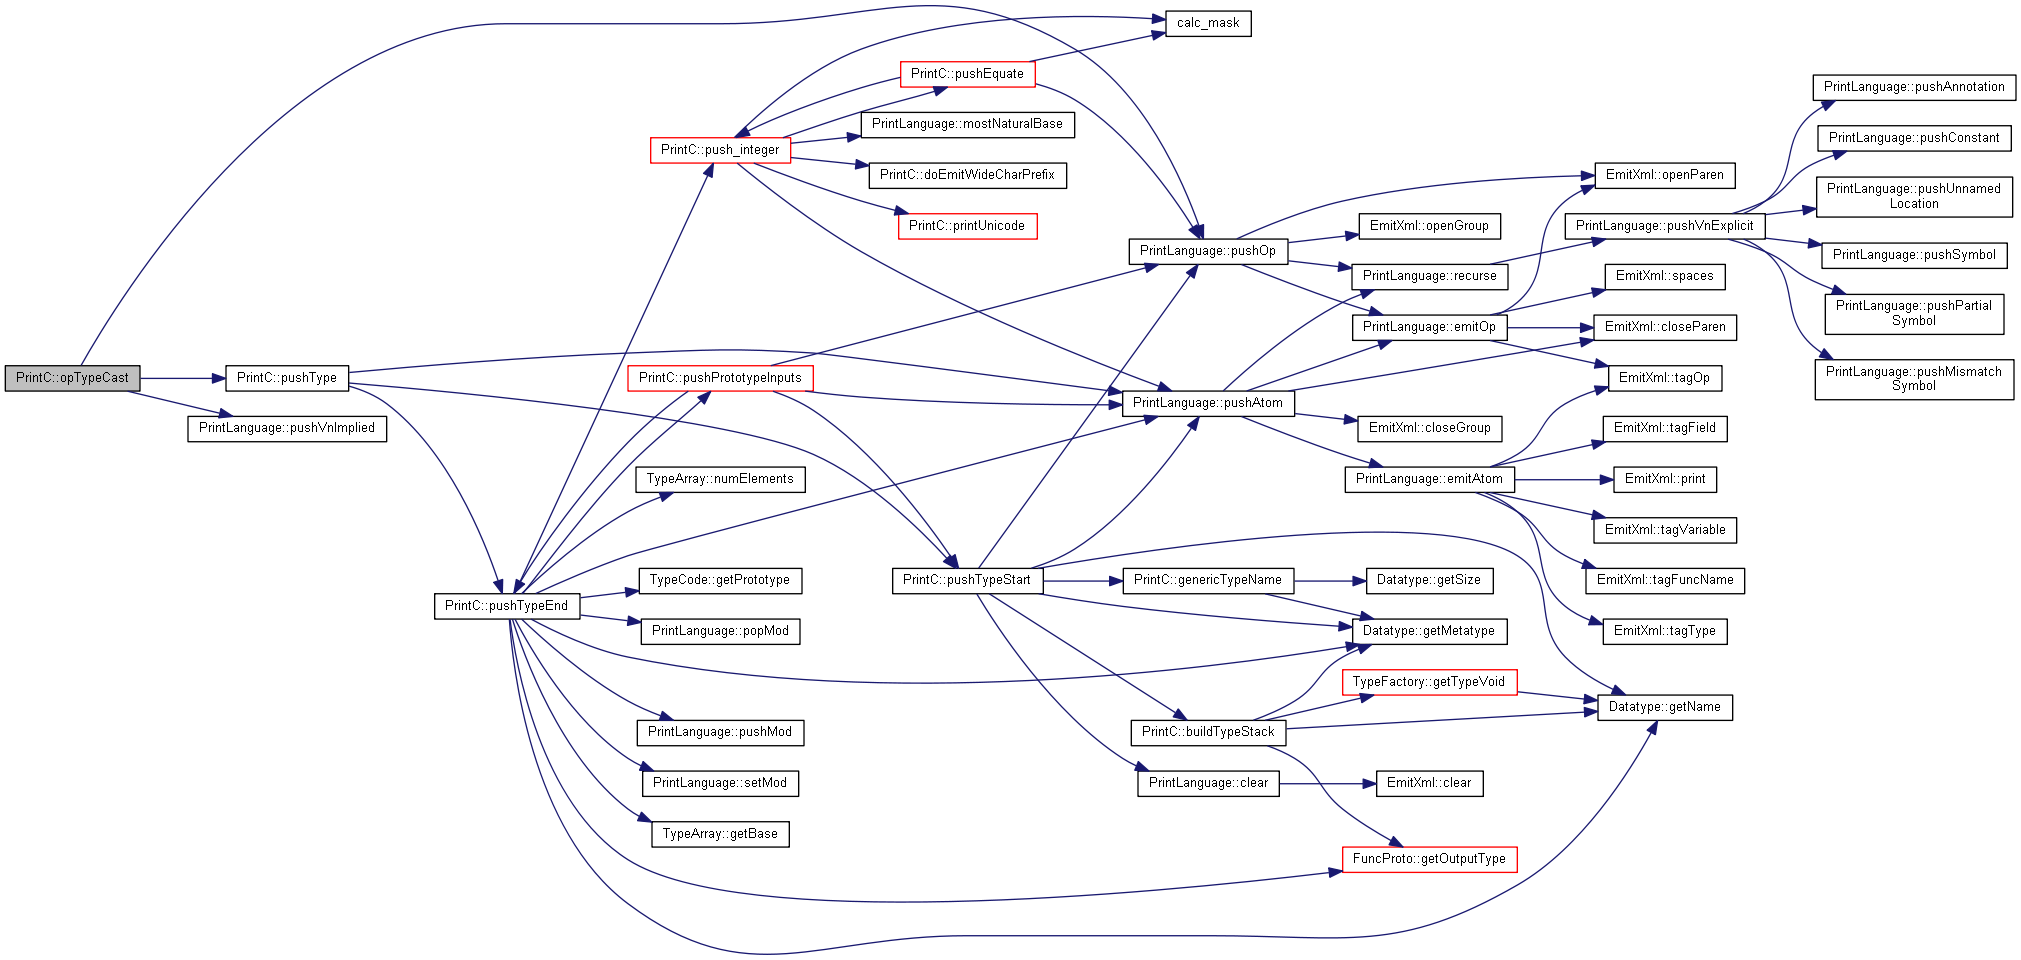 PrintC::opTypeCast
PrintC::pushType
PrintLanguage::pushVnImplied
PrintC::push_integer
PrintC::pushPrototypeInputs
TypeArray::numElements
TypeCode::getPrototype
PrintC::pushTypeEnd
PrintLanguage::popMod
PrintLanguage::pushMod
PrintLanguage::setMod
TypeArray::getBase
PrintC::pushEquate
PrintLanguage::mostNaturalBase
PrintC::doEmitWideCharPrefix
PrintC::printUnicode
PrintC::pushTypeStart
calc_mask
PrintLanguage::pushOp
PrintLanguage::pushAtom
PrintC::genericTypeName
PrintC::buildTypeStack
PrintLanguage::clear
EmitXml::openGroup
PrintLanguage::recurse
PrintLanguage::emitOp
EmitXml::closeGroup
PrintLanguage::emitAtom
Datatype::getSize
Datatype::getMetatype
TypeFactory::getTypeVoid
EmitXml::clear
FuncProto::getOutputType
EmitXml::openParen
PrintLanguage::pushVnExplicit
EmitXml::spaces
EmitXml::closeParen
EmitXml::tagOp
EmitXml::tagField
EmitXml::print
EmitXml::tagVariable
EmitXml::tagFuncName
EmitXml::tagType
Datatype::getName
PrintLanguage::pushAnnotation
PrintLanguage::pushConstant
PrintLanguage::pushUnnamed
Location
PrintLanguage::pushSymbol
PrintLanguage::pushPartial
Symbol
PrintLanguage::pushMismatch
Symbol